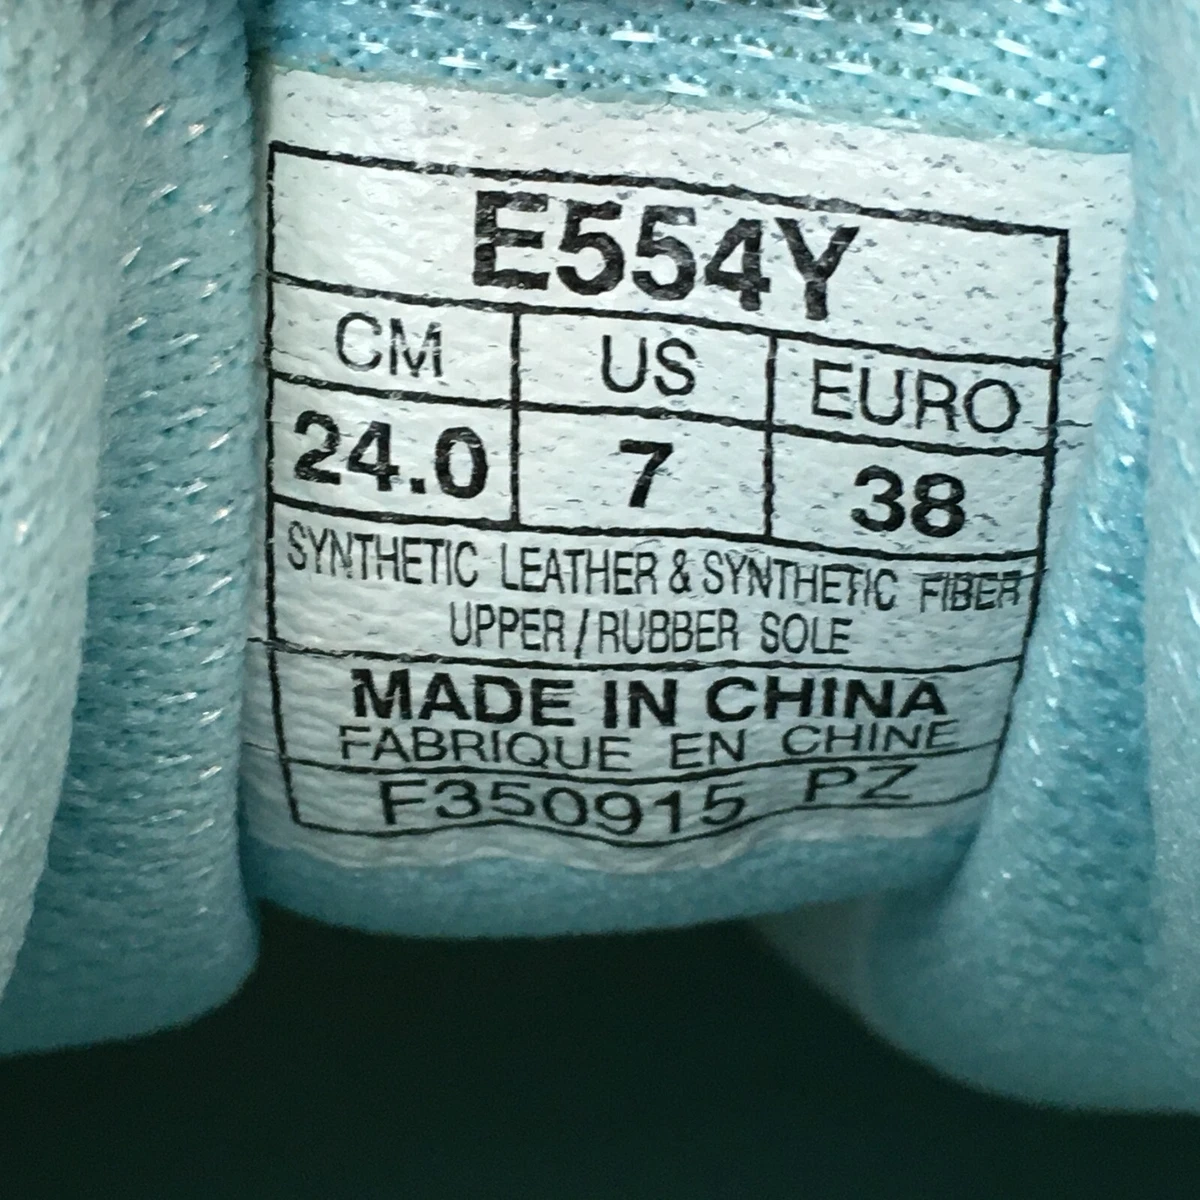 E554Y
CM US EURO
24.0 7 38
SYNTHETIC LEATHER & SYNTHETIC FIBER
UPPER / RUBBER SOLE
MADE IN CHINA
FABRIQUE EN CHINE
F350915 PZ